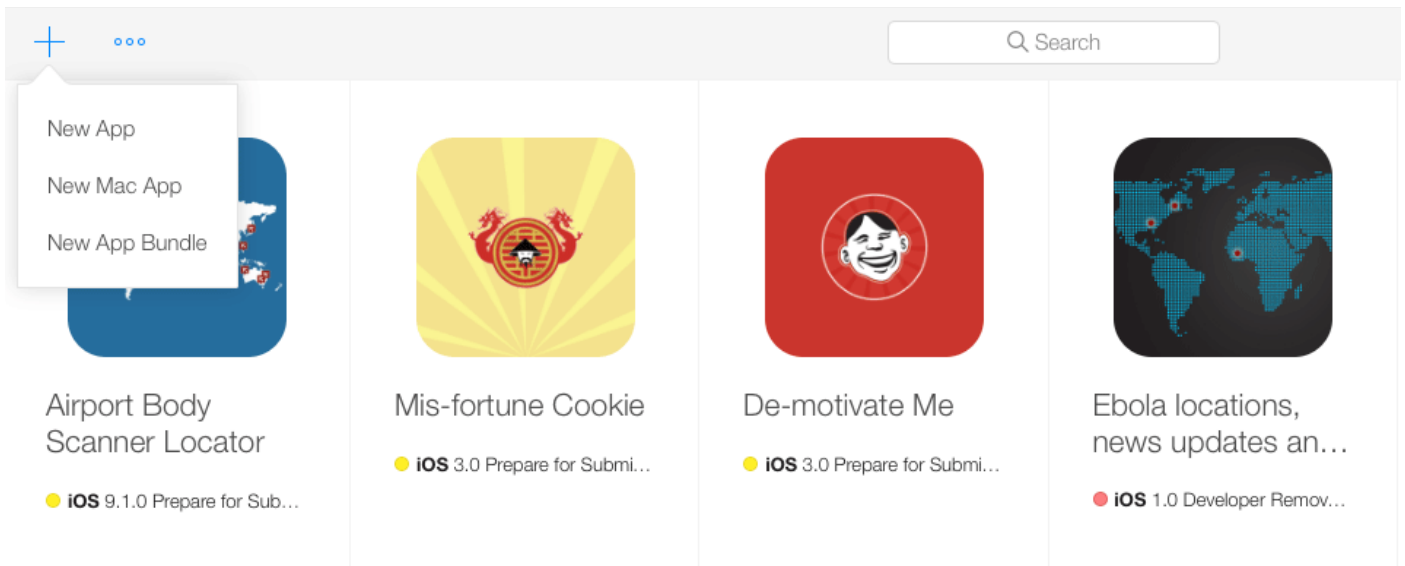 Search
New App
New Mac App
New App Bundle
Airport Body
Scanner Locator
iOS 9.1.0 Prepare for Sub...
Mis-fortune Cookie
iOS 3.0 Prepare for Submi...
De-motivate Me
iOS 3.0 Prepare for Submi...
Ebola locations,
news updates an...
iOS 1.0 Developer Remov...